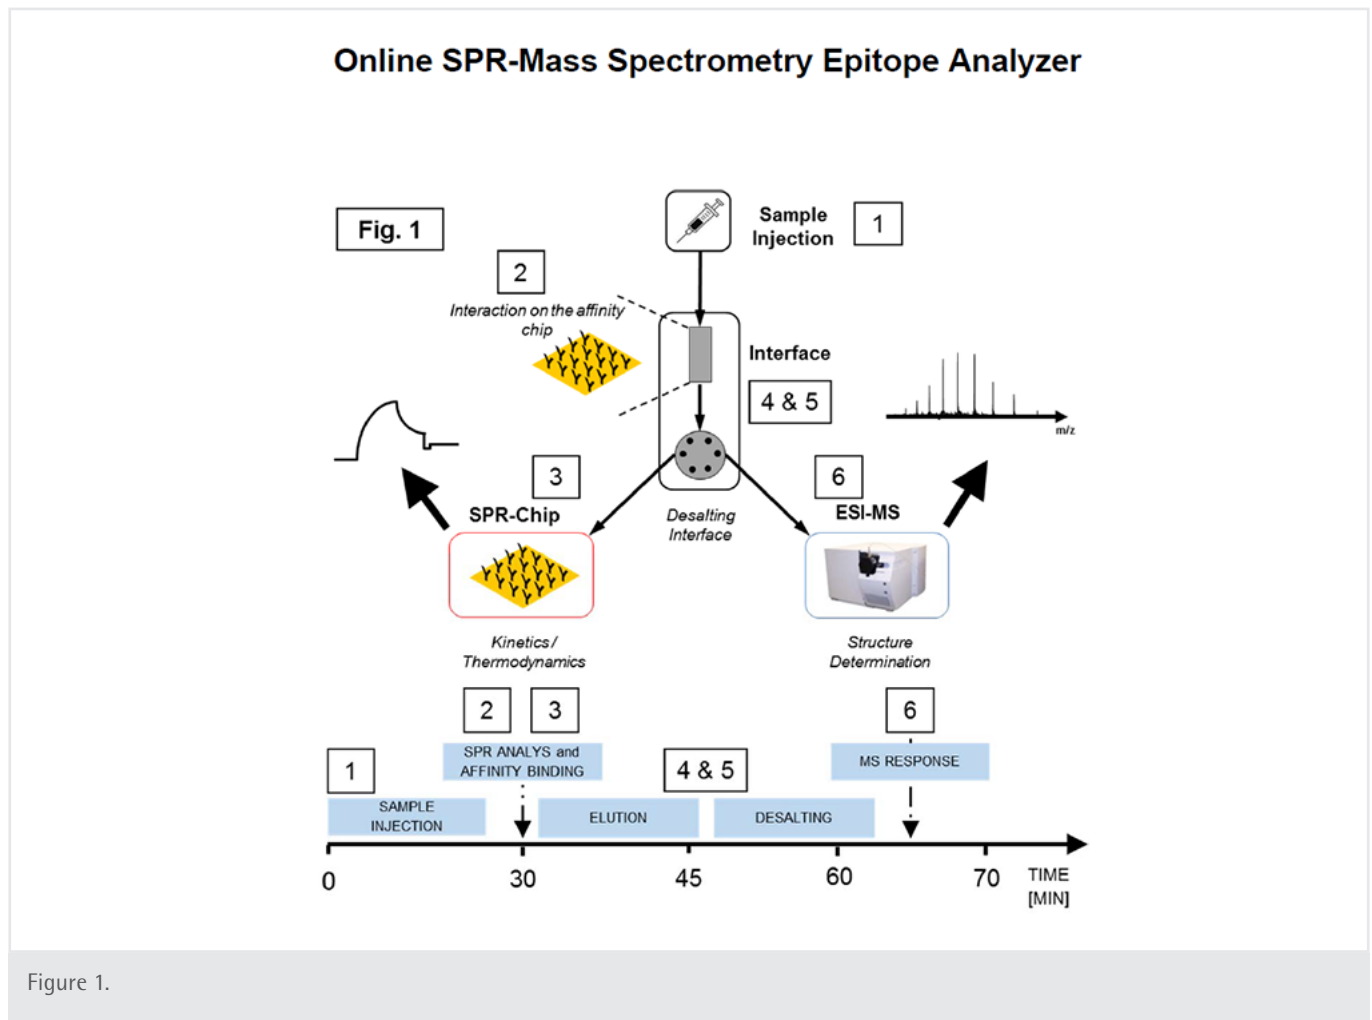 Online SPR-Mass Spectrometry Epitope Analyzer
Fig. 1
Sample
Injection
1
2
Interaction on the affinity
chip
Interface
4 & 5
m/z
3
SPR-Chip
Desalting
Interface
6
ESI-MS
Kinetics /
Thermodynamics
Structure
Determination
2
3
6
1
SPR ANALYS and
AFFINITY BINDING
4 & 5
MS RESPONSE
SAMPLE
INJECTION
ELUTION
DESALTING
0
30
45
60
70
TIME
[MIN]
Figure 1.